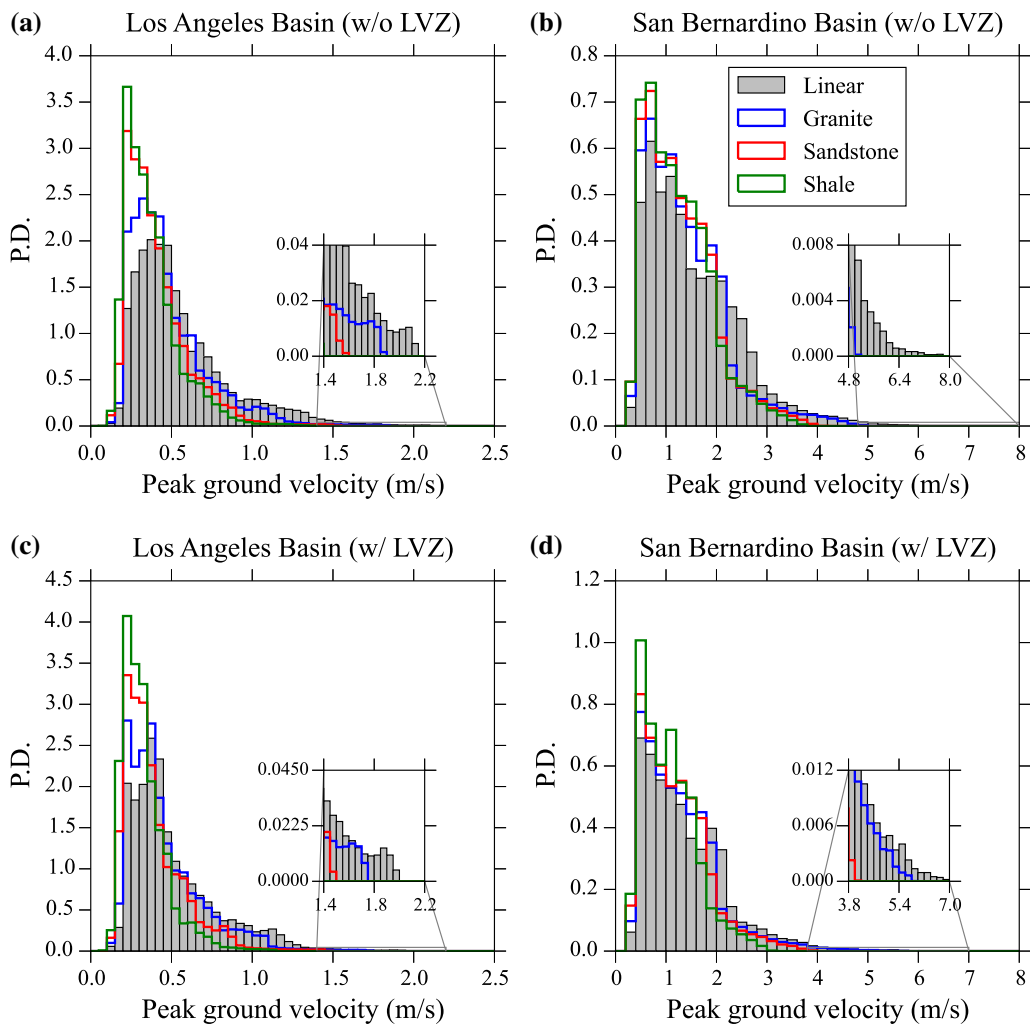 (a) Los Angeles Basin (w/o LVZ)
4.0
3.5
3.0
2.5
2.0
1.5
1.0
0.5
0.0
P.D.
0.04
0.02
0.00
1.4 1.8 2.2
0.0 0.5 1.0 1.5 2.0 2.5
Peak ground velocity (m/s)
(b) San Bernardino Basin (w/o LVZ)
0.8
0.7
0.6
0.5
0.4
0.3
0.2
0.1
0.0
P.D.
Linear
Granite
Sandstone
Shale
0.008
0.004
0.000
4.8 6.4 8.0
0 1 2 3 4 5 6 7 8
Peak ground velocity (m/s)
(c) Los Angeles Basin (w/ LVZ)
4.5
4.0
3.5
3.0
2.5
2.0
1.5
1.0
0.5
0.0
P.D.
0.0450
0.0225
0.0000
1.4 1.8 2.2
0.0 0.5 1.0 1.5 2.0 2.5
Peak ground velocity (m/s)
(d) San Bernardino Basin (w/ LVZ)
1.2
1.0
0.8
0.6
0.4
0.2
0.0
P.D.
0.012
0.006
0.000
3.8 5.4 7.0
0 1 2 3 4 5 6 7 8
Peak ground velocity (m/s)